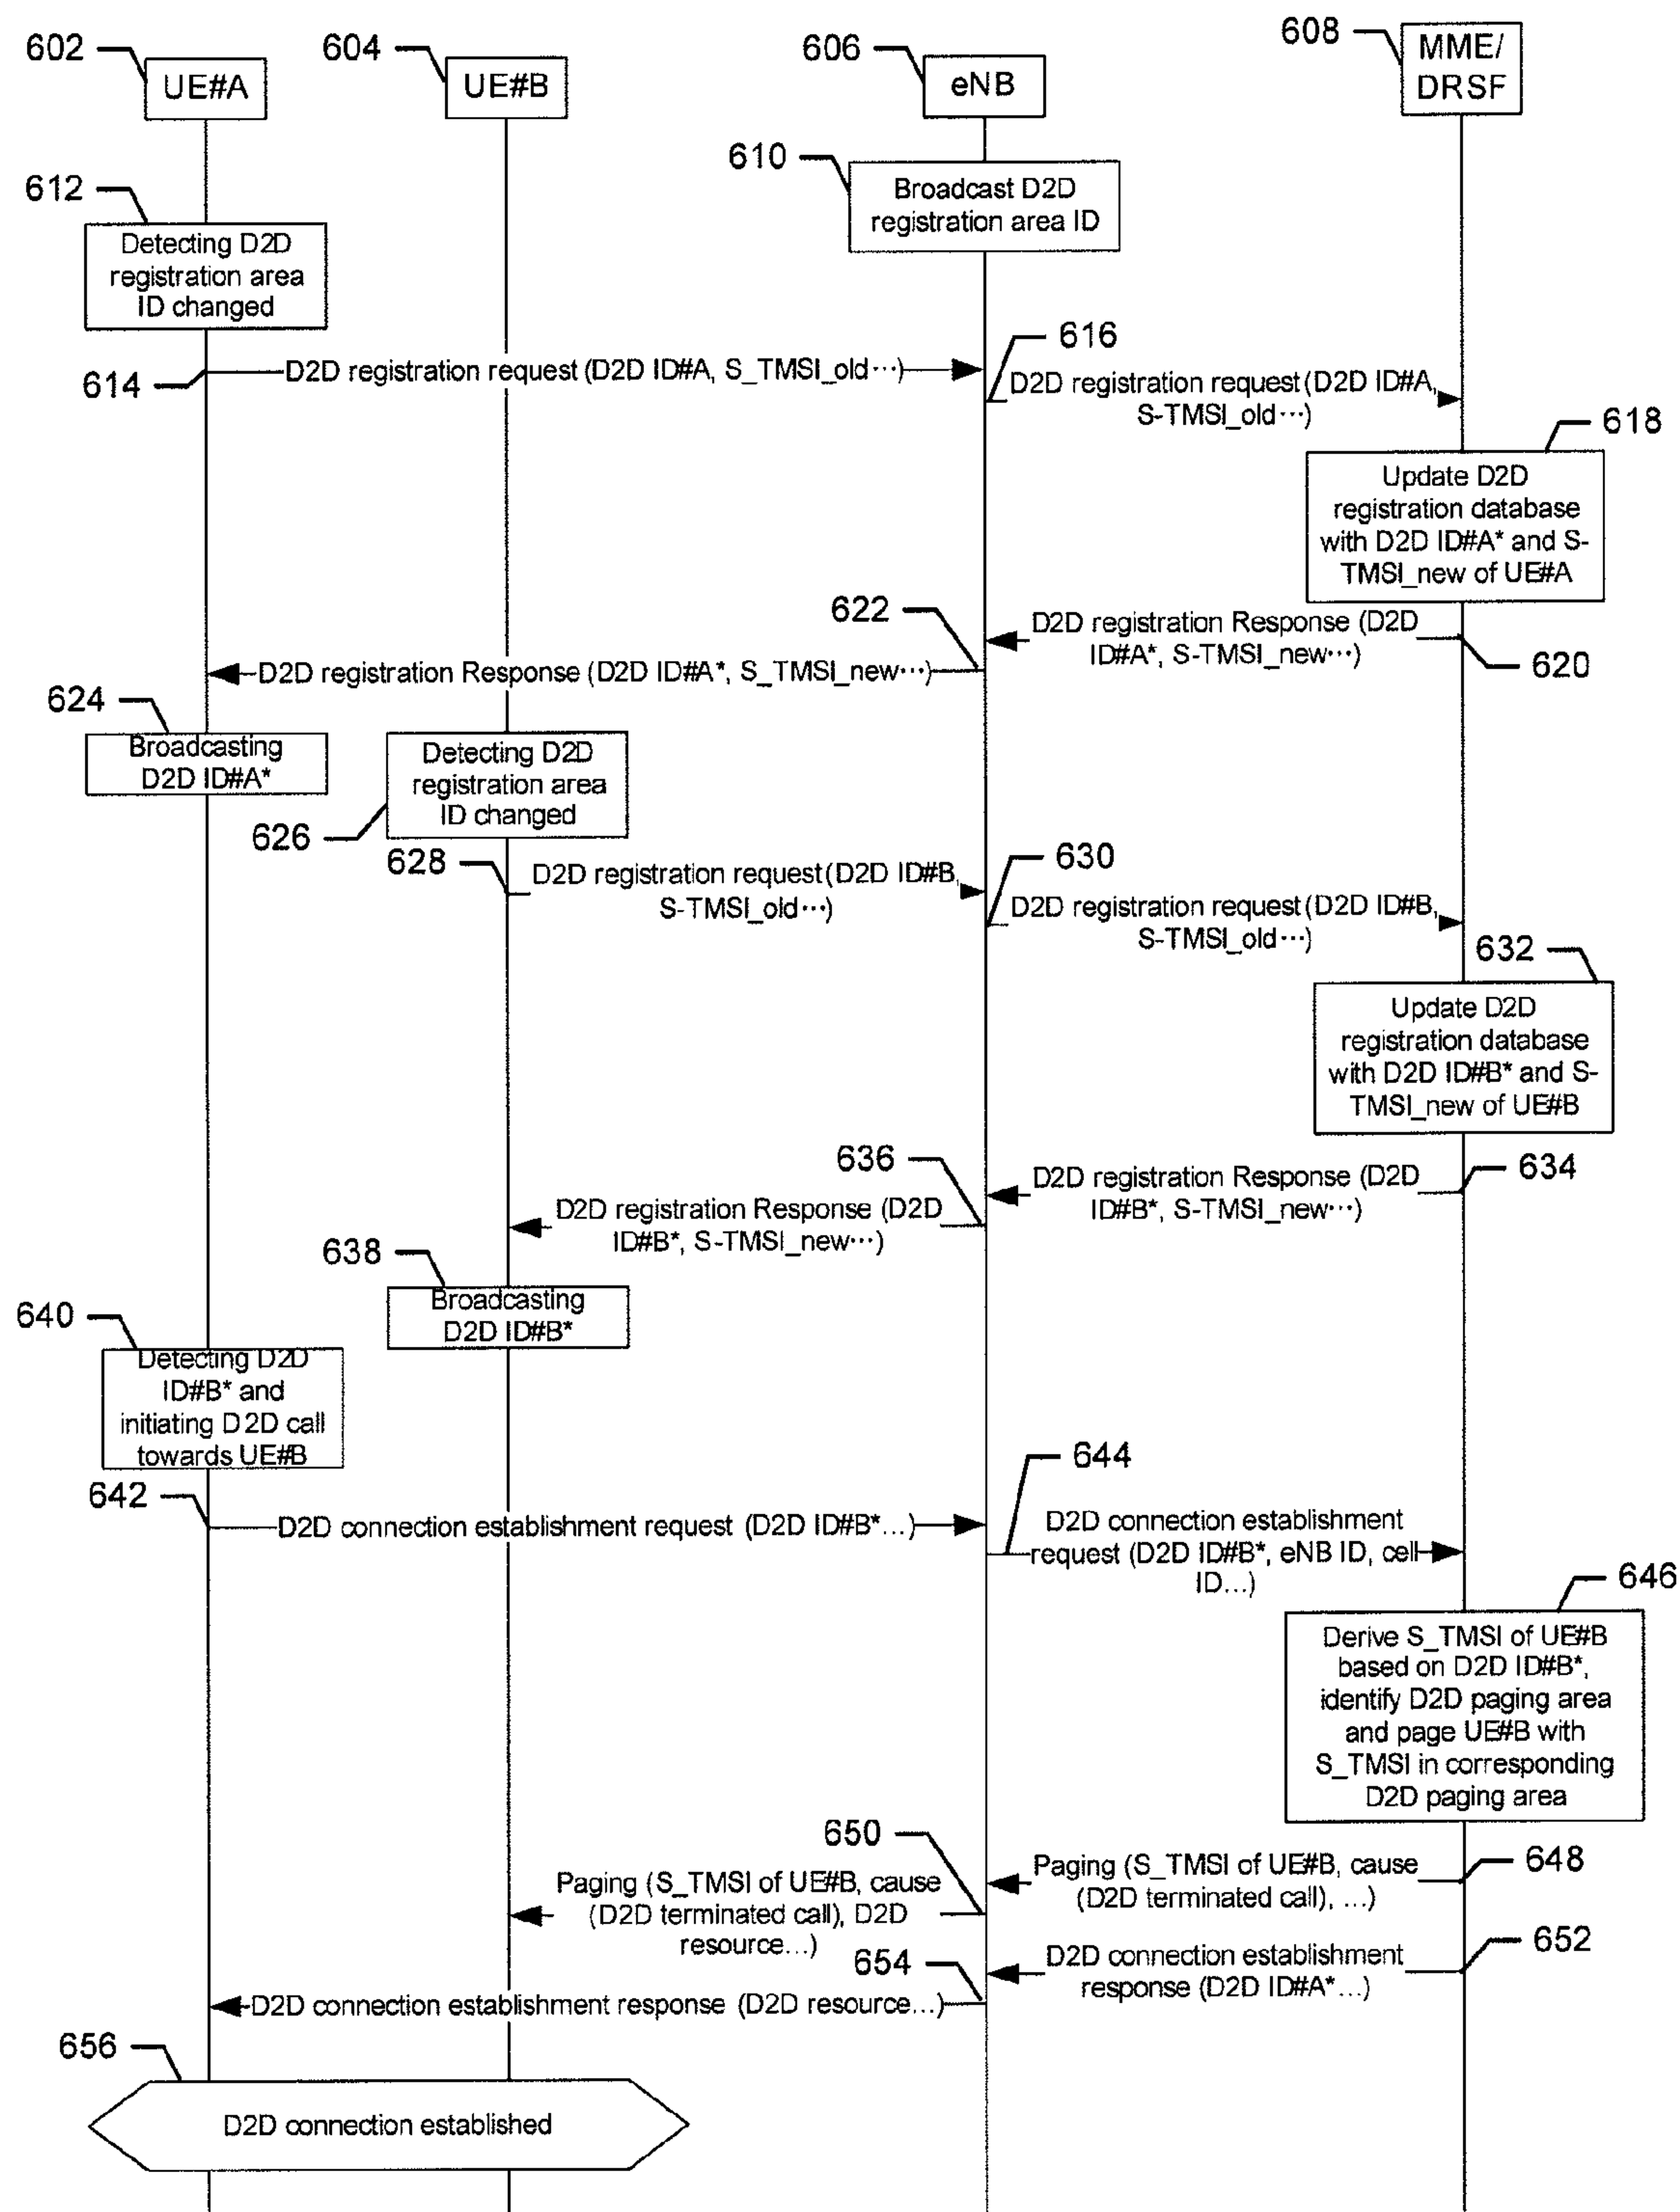 602
UE#A
604
UE#B
606
eNB
608
MME/
DRSF
610
Broadcast D2D
registration area ID
612
Detecting D2D
registration area
ID changed
614
D2D registration request (D2D ID#A, S_TMSI_old···)
616
D2D registration request(D2D ID#A,
S-TMSI_old···)
618
Update D2D
registration database
with D2D ID#A* and S-
TMSI_new of UE#A
620
D2D registration Response (D2D
ID#A*, S-TMSI_new···)
622
D2D registration Response (D2D ID#A*, S_TMSI_new···)
624
Broadcasting
D2D ID#A*
626
Detecting D2D
registration area
ID changed
628
D2D registration request(D2D ID#B,
S-TMSI_old···)
630
D2D registration request(D2D ID#B,
S-TMSI_old···)
632
Update D2D
registration database
with D2D ID#B* and S-
TMSI_new of UE#B
634
D2D registration Response (D2D
ID#B*, S-TMSI_new···)
636
D2D registration Response (D2D
ID#B*, S-TMSI_new···)
638
Broadcasting
D2D ID#B*
640
Detecting D2D
ID#B* and
initiating D2D call
towards UE#B
642
D2D connection establishment request (D2D ID#B*...)
644
D2D connection establishment
request (D2D ID#B*, eNB ID, cell
ID...)
646
Derive S_TMSI of UE#B
based on D2D ID#B*,
identify D2D paging area
and page UE#B with
S_TMSI in corresponding
D2D paging area
648
Paging (S_TMSI of UE#B, cause
(D2D terminated call), ...)
650
Paging (S_TMSI of UE#B, cause
(D2D terminated call), D2D
resource...)
652
D2D connection establishment
response (D2D ID#A*...)
654
D2D connection establishment response (D2D resource...)
656
D2D connection established